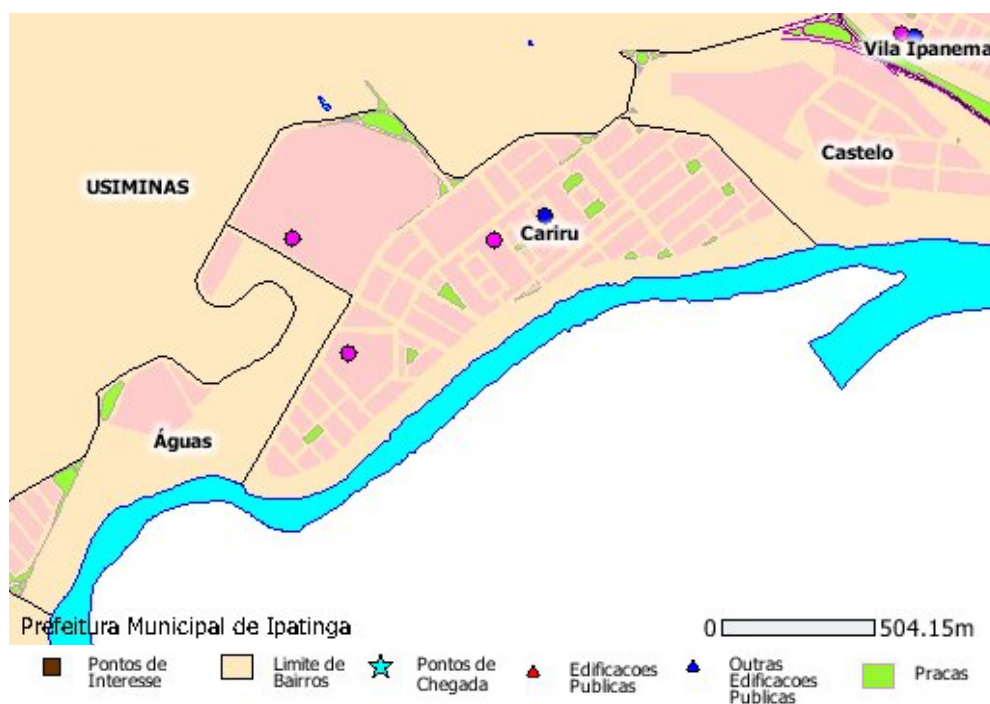 Vila Ipanema
Castelo
USIMINAS
Cariru
Águas
Prefeitura Municipal de Ipatinga
0 504.15m
Pontos de
Interesse
Limite de
Bairros
Pontos de
Chegada
Edificacoes
Publicas
Outras
Edificacoes
Publicas
Pracas